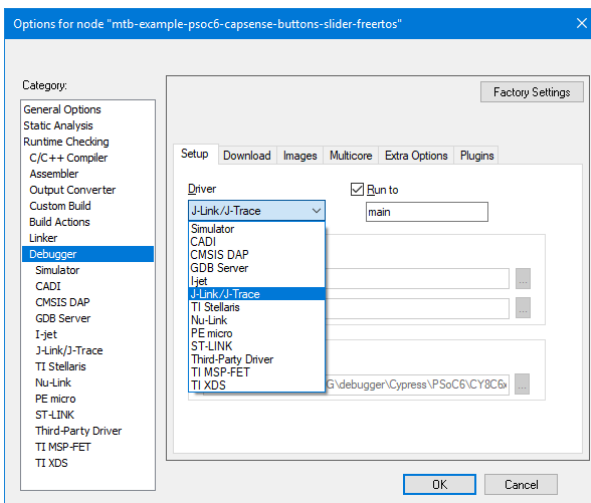 Options for node "mtb-example-psoc6-capsense-buttons-slider-freertos"
Category:
Factory Settings
General Options
Static Analysis
Runtime Checking
C/C++ Compiler
Assembler
Output Converter
Custom Build
Build Actions
Linker
Debugger
Simulator
CADI
CMSIS DAP
GDB Server
I-jet
J-Link/J-Trace
TI Stellaris
Nu-Link
PE micro
ST-LINK
Third-Party Driver
TI MSP-FET
TI XDS
Setup Download Images Multicore Extra Options Plugins
Driver
Run to
J-Link/J-Trace
main
Simulator
CADI
CMSIS DAP
GDB Server
I-jet
J-Link/J-Trace
TI Stellaris
Nu-Link
PE micro
ST-LINK
Third-Party Driver
TI MSP-FET
TI XDS
...
...
G\debugger\Cypress\PSoC6\CY8C6
...
OK Cancel